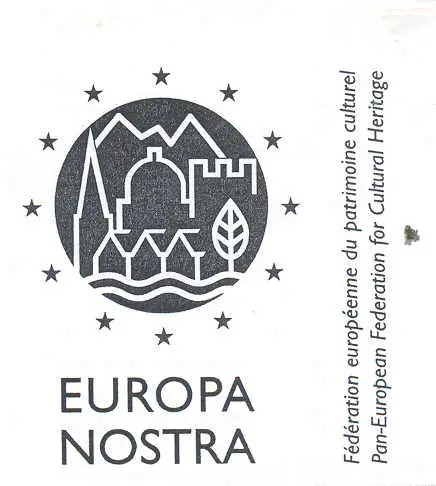 EUROPA
NOSTRA
Fédération européenne du patrimoine culturel
Pan-European Federation for Cultural Heritage